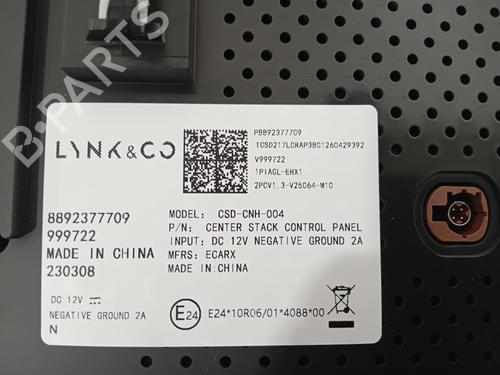 B-PARTS
LYNK&CO
P8892377709
TCSD217LCRAP3801260429392
V999722
1PIAGL-EHX1
2PCV1.3-V25064-M10
8892377709
999722
MADE IN CHINA
230308
DC 12V
NEGATIVE GROUND 2A
N
MODEL: CSD-CNH-004
P/N: CENTER STACK CONTROL PANEL
INPUT: DC 12V NEGATIVE GROUND 2A
MFRS: ECARX
MADE IN:CHINA
E24 E24*10R06/01*4088*00